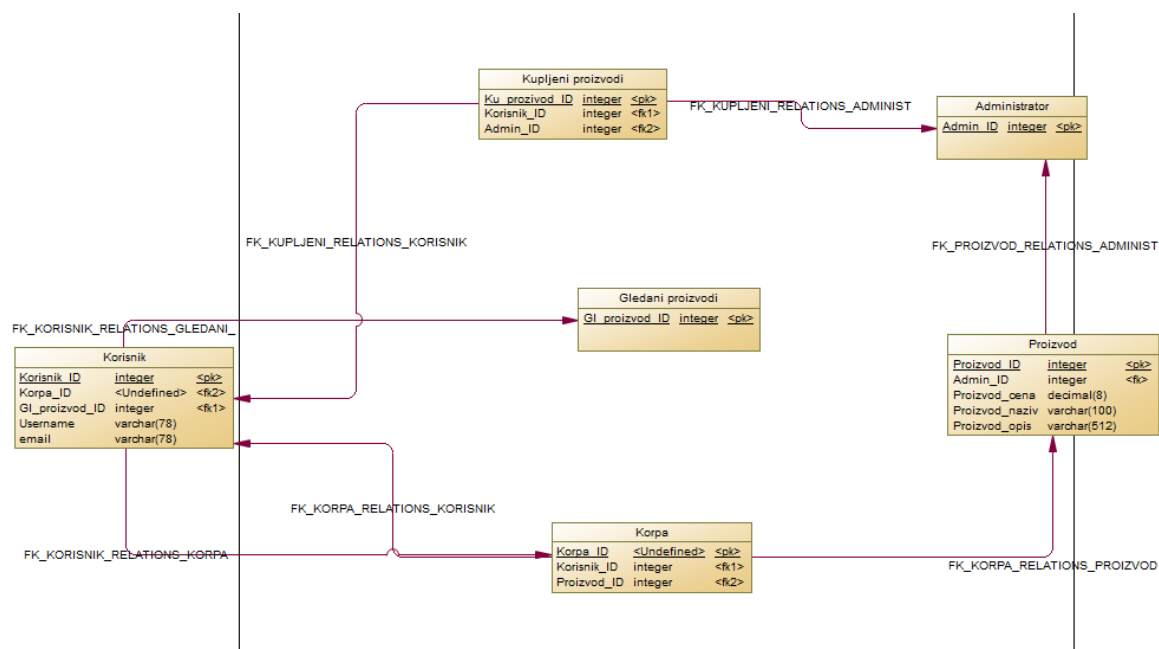 Kupljeni proizvodi
Ku_prozivod_ID integer <pk>
Korisnik_ID integer <fk1>
Admin_ID integer <fk2>
FK_KUPLJENI_RELATIONS_ADMINIST
Administrator
Admin_ID integer <pk>
FK_KUPLJENI_RELATIONS_KORISNIK
FK_PROIZVOD_RELATIONS_ADMINIST
Gledani proizvodi
Gl_proizvod_ID integer <pk>
FK_KORISNIK_RELATIONS_GLEDANI_
Korisnik
Korisnik_ID integer <pk>
Korpa_ID <Undefined> <fk2>
Gl_proizvod_ID integer <fk1>
Username varchar(78)
email varchar(78)
Proizvod
Proizvod_ID integer <pk>
Admin_ID integer <fk>
Proizvod_cena decimal(8)
Proizvod_naziv varchar(100)
Proizvod_opis varchar(512)
FK_KORPA_RELATIONS_KORISNIK
FK_KORISNIK_RELATIONS_KORPA
Korpa
Korpa_ID <Undefined> <pk>
Korisnik_ID integer <fk1>
Proizvod_ID integer <fk2>
FK_KORPA_RELATIONS_PROIZVOD